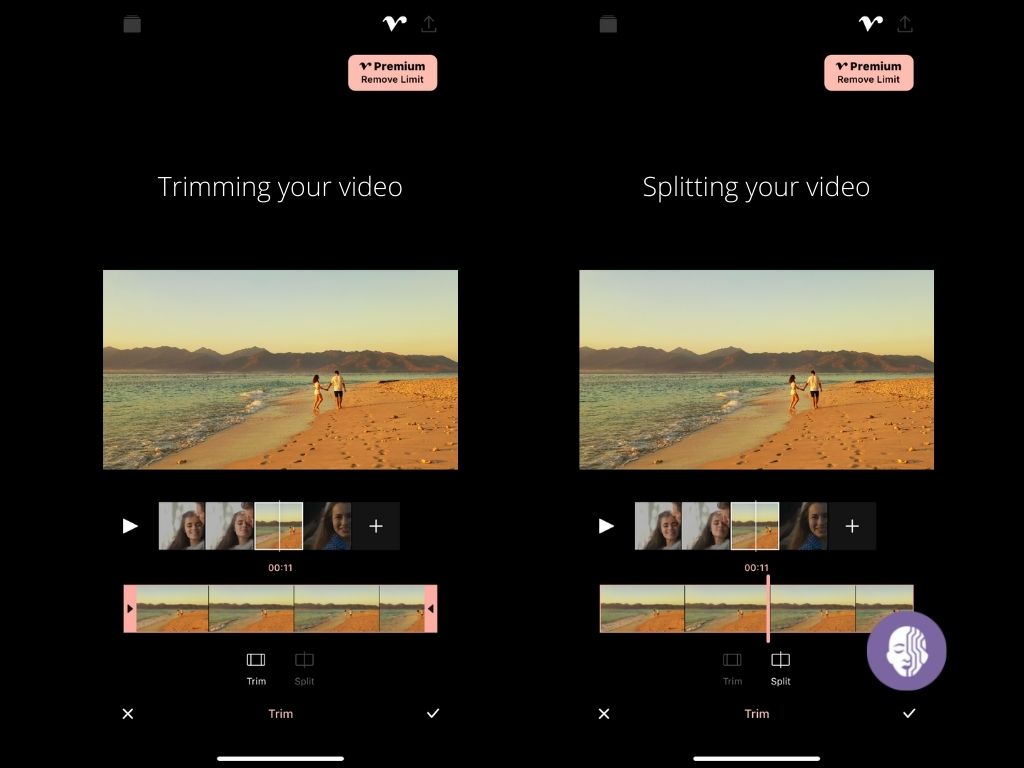 Premium
Remove Limit
Trimming your video
00:11
Trim
Split
Trim
Premium
Remove Limit
Splitting your video
00:11
Trim
Split
Trim